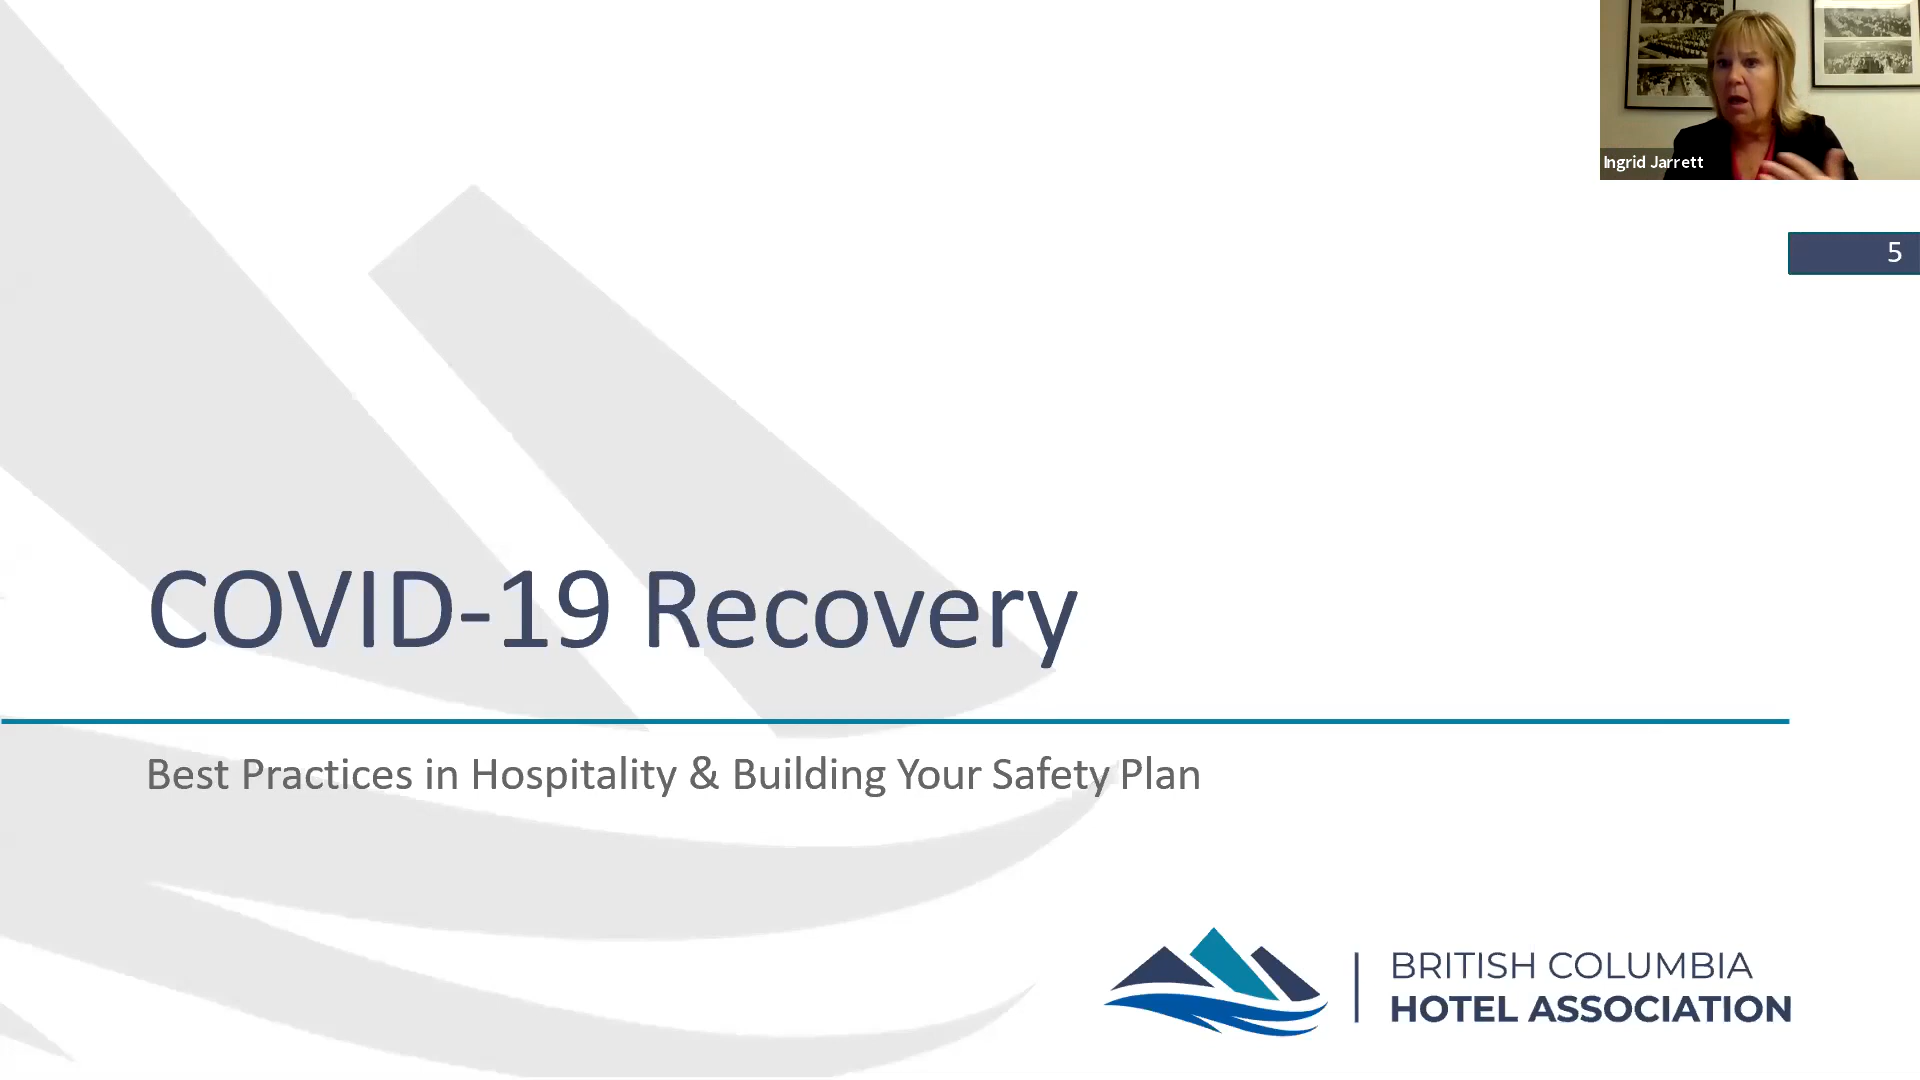 Ingrid Jarrett
5
COVID-19 Recovery
Best Practices in Hospitality & Building Your Safety Plan
BRITISH COLUMBIA
HOTEL ASSOCIATION